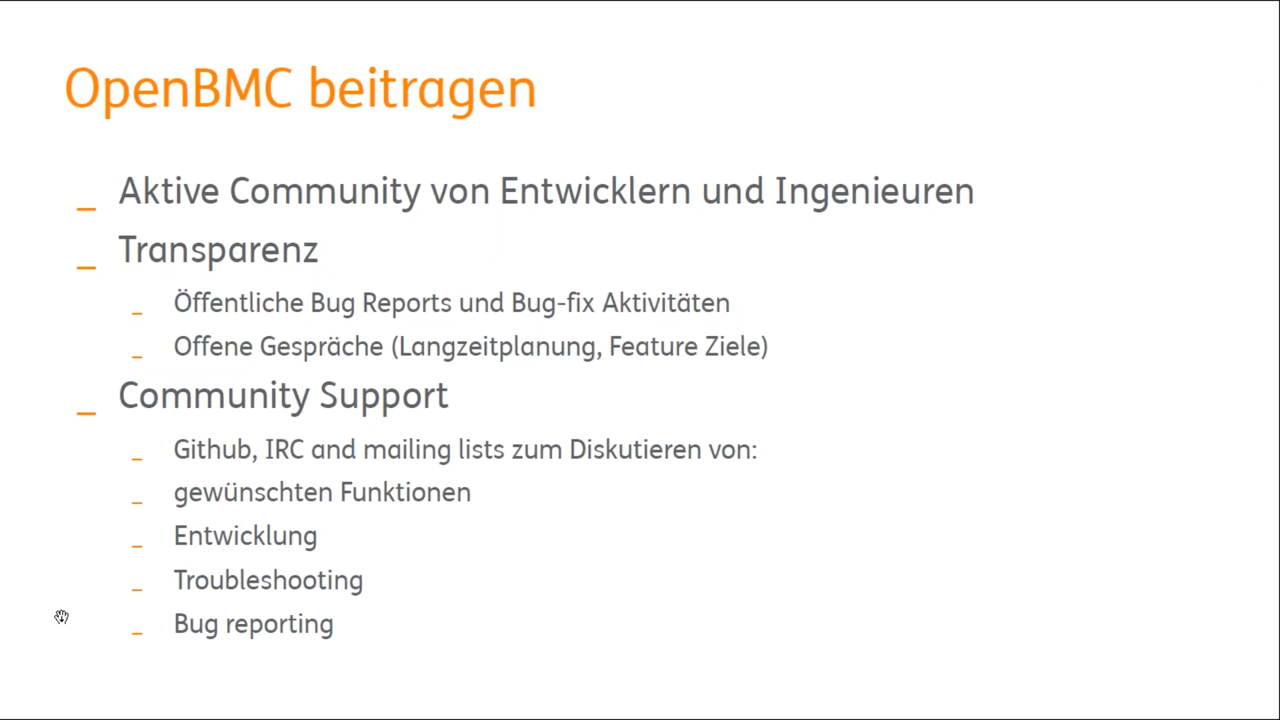 OpenBMC beitragen
_ Aktive Community von Entwicklern und Ingenieuren
_ Transparenz
_ Öffentliche Bug Reports und Bug-fix Aktivitäten
_ Offene Gespräche (Langzeitplanung, Feature Ziele)
_ Community Support
_ Github, IRC and mailing lists zum Diskutieren von:
_ gewünschten Funktionen
_ Entwicklung
_ Troubleshooting
_ Bug reporting